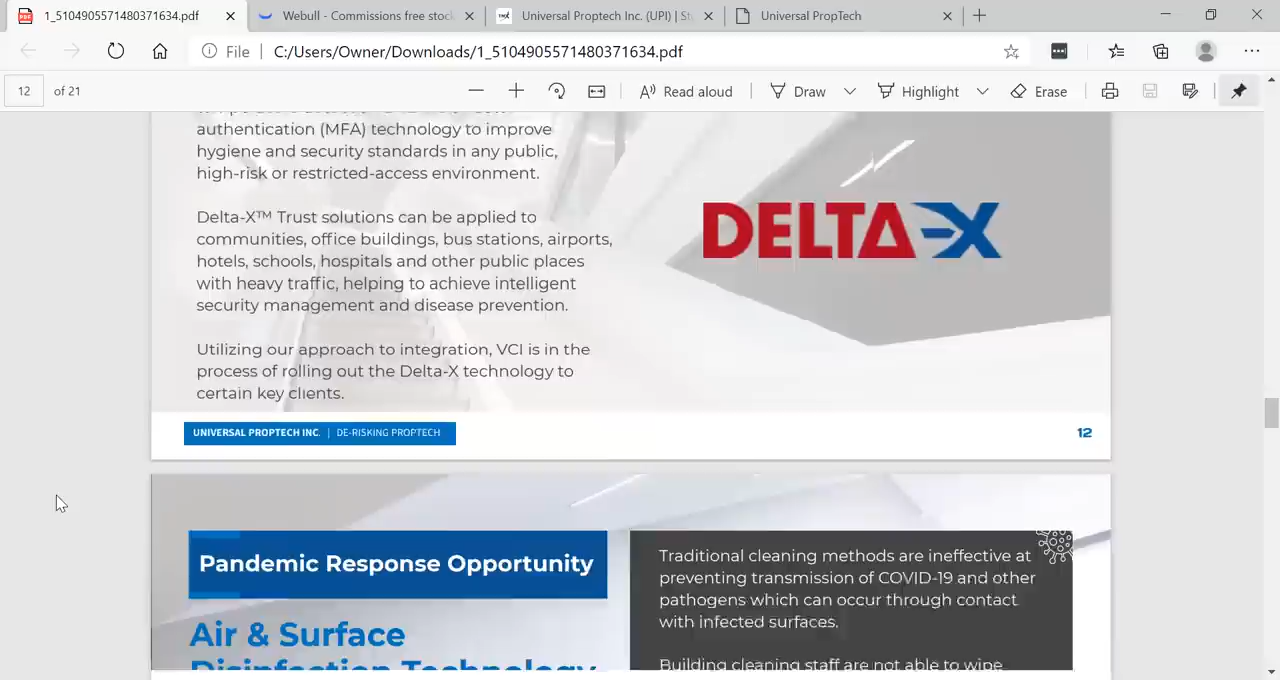 1_5104905571480371634.pdf
Webull - Commissions free stoc
Universal Proptech Inc. (UPI) | St
Universal PropTech
File
C:/Users/Owner/Downloads/1_5104905571480371634.pdf
12 of 21
Read aloud
Draw
Highlight
Erase
authentication (MFA) technology to improve
hygiene and security standards in any public,
high-risk or restricted-access environment.
Delta-X™ Trust solutions can be applied to
communities, office buildings, bus stations, airports,
hotels, schools, hospitals and other public places
with heavy traffic, helping to achieve intelligent
security management and disease prevention.
Utilizing our approach to integration, VCI is in the
process of rolling out the Delta-X technology to
certain key clients.
DELTA-X
UNIVERSAL PROPTECH INC. | DE-RISKING PROPTECH
12
Pandemic Response Opportunity
Air & Surface
Disinfection Technology
Traditional cleaning methods are ineffective at
preventing transmission of COVID-19 and other
pathogens which can occur through contact
with infected surfaces.
Building cleaning staff are not able to wipe